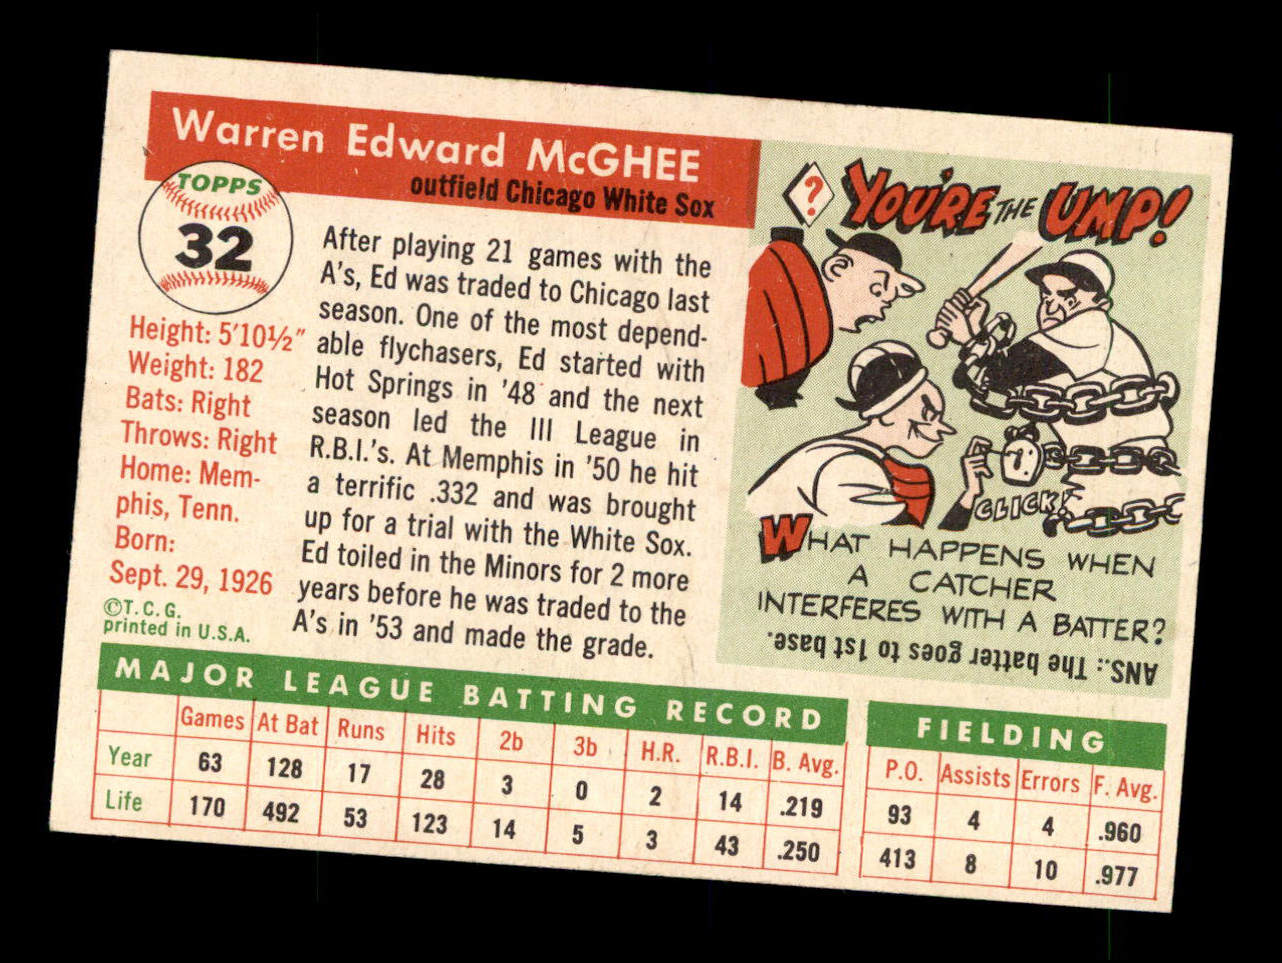 Warren Edward McGHEE
outfield Chicago White Sox
TOPPS
32
Height: 5'10½"
Weight: 182
Bats: Right
Throws: Right
Home: Mem-
phis, Tenn.
Born:
Sept. 29, 1926
©T. C. G.
printed in U.S.A.
After playing 21 games with the
A's, Ed was traded to Chicago last
season. One of the most depend-
able flychasers, Ed started with
Hot Springs in '48 and the next
season led the III League in
R.B.I.'s. At Memphis in '50 he hit
a terrific .332 and was brought
up for a trial with the White Sox.
Ed toiled in the Minors for 2 more
years before he was traded to the
A's in '53 and made the grade.
? YOU'RE THE UMP!
CLICK!
WHAT HAPPENS WHEN
A CATCHER
INTERFERES WITH A BATTER?
ANS.: The batter goes to 1st base.
MAJOR LEAGUE BATTING RECORD
Games At Bat Runs Hits 2b 3b H.R. R.B.I. B. Avg.
Year 63 128 17 28 3 0 2 14 .219
Life 170 492 53 123 14 5 3 43 .250
FIELDING
P.O. Assists Errors F. Avg.
93 4 4 .960
413 8 10 .977